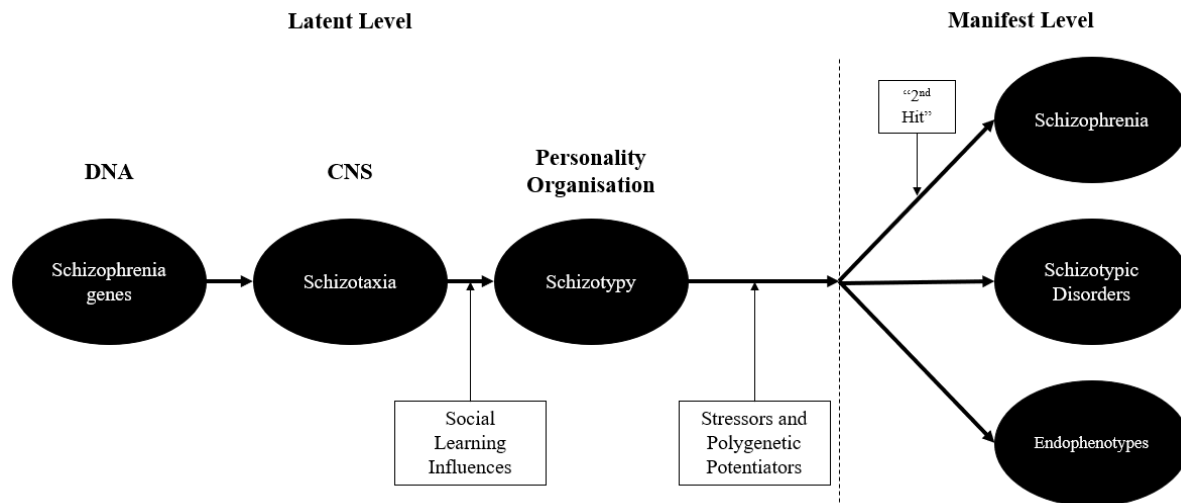 Latent Level
Manifest Level
“2nd
Hit”
Schizophrenia
DNA
CNS
Personality
Organisation
Schizophrenia
genes
Schizotaxia
Schizotypy
Schizotypic
Disorders
Social
Learning
Influences
Stressors and
Polygenetic
Potentiators
Endophenotypes